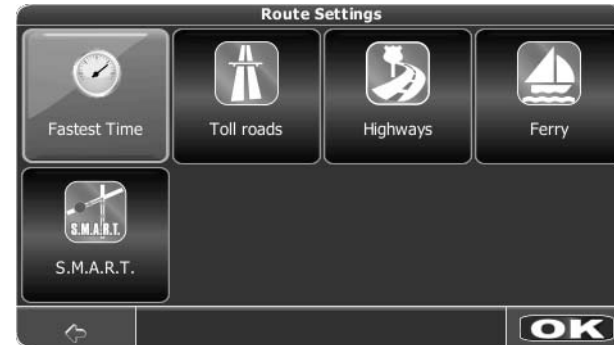 Route Settings
Fastest Time
Toll roads
Highways
Ferry
S.M.A.R.T.
S.M.A.R.T.
OK